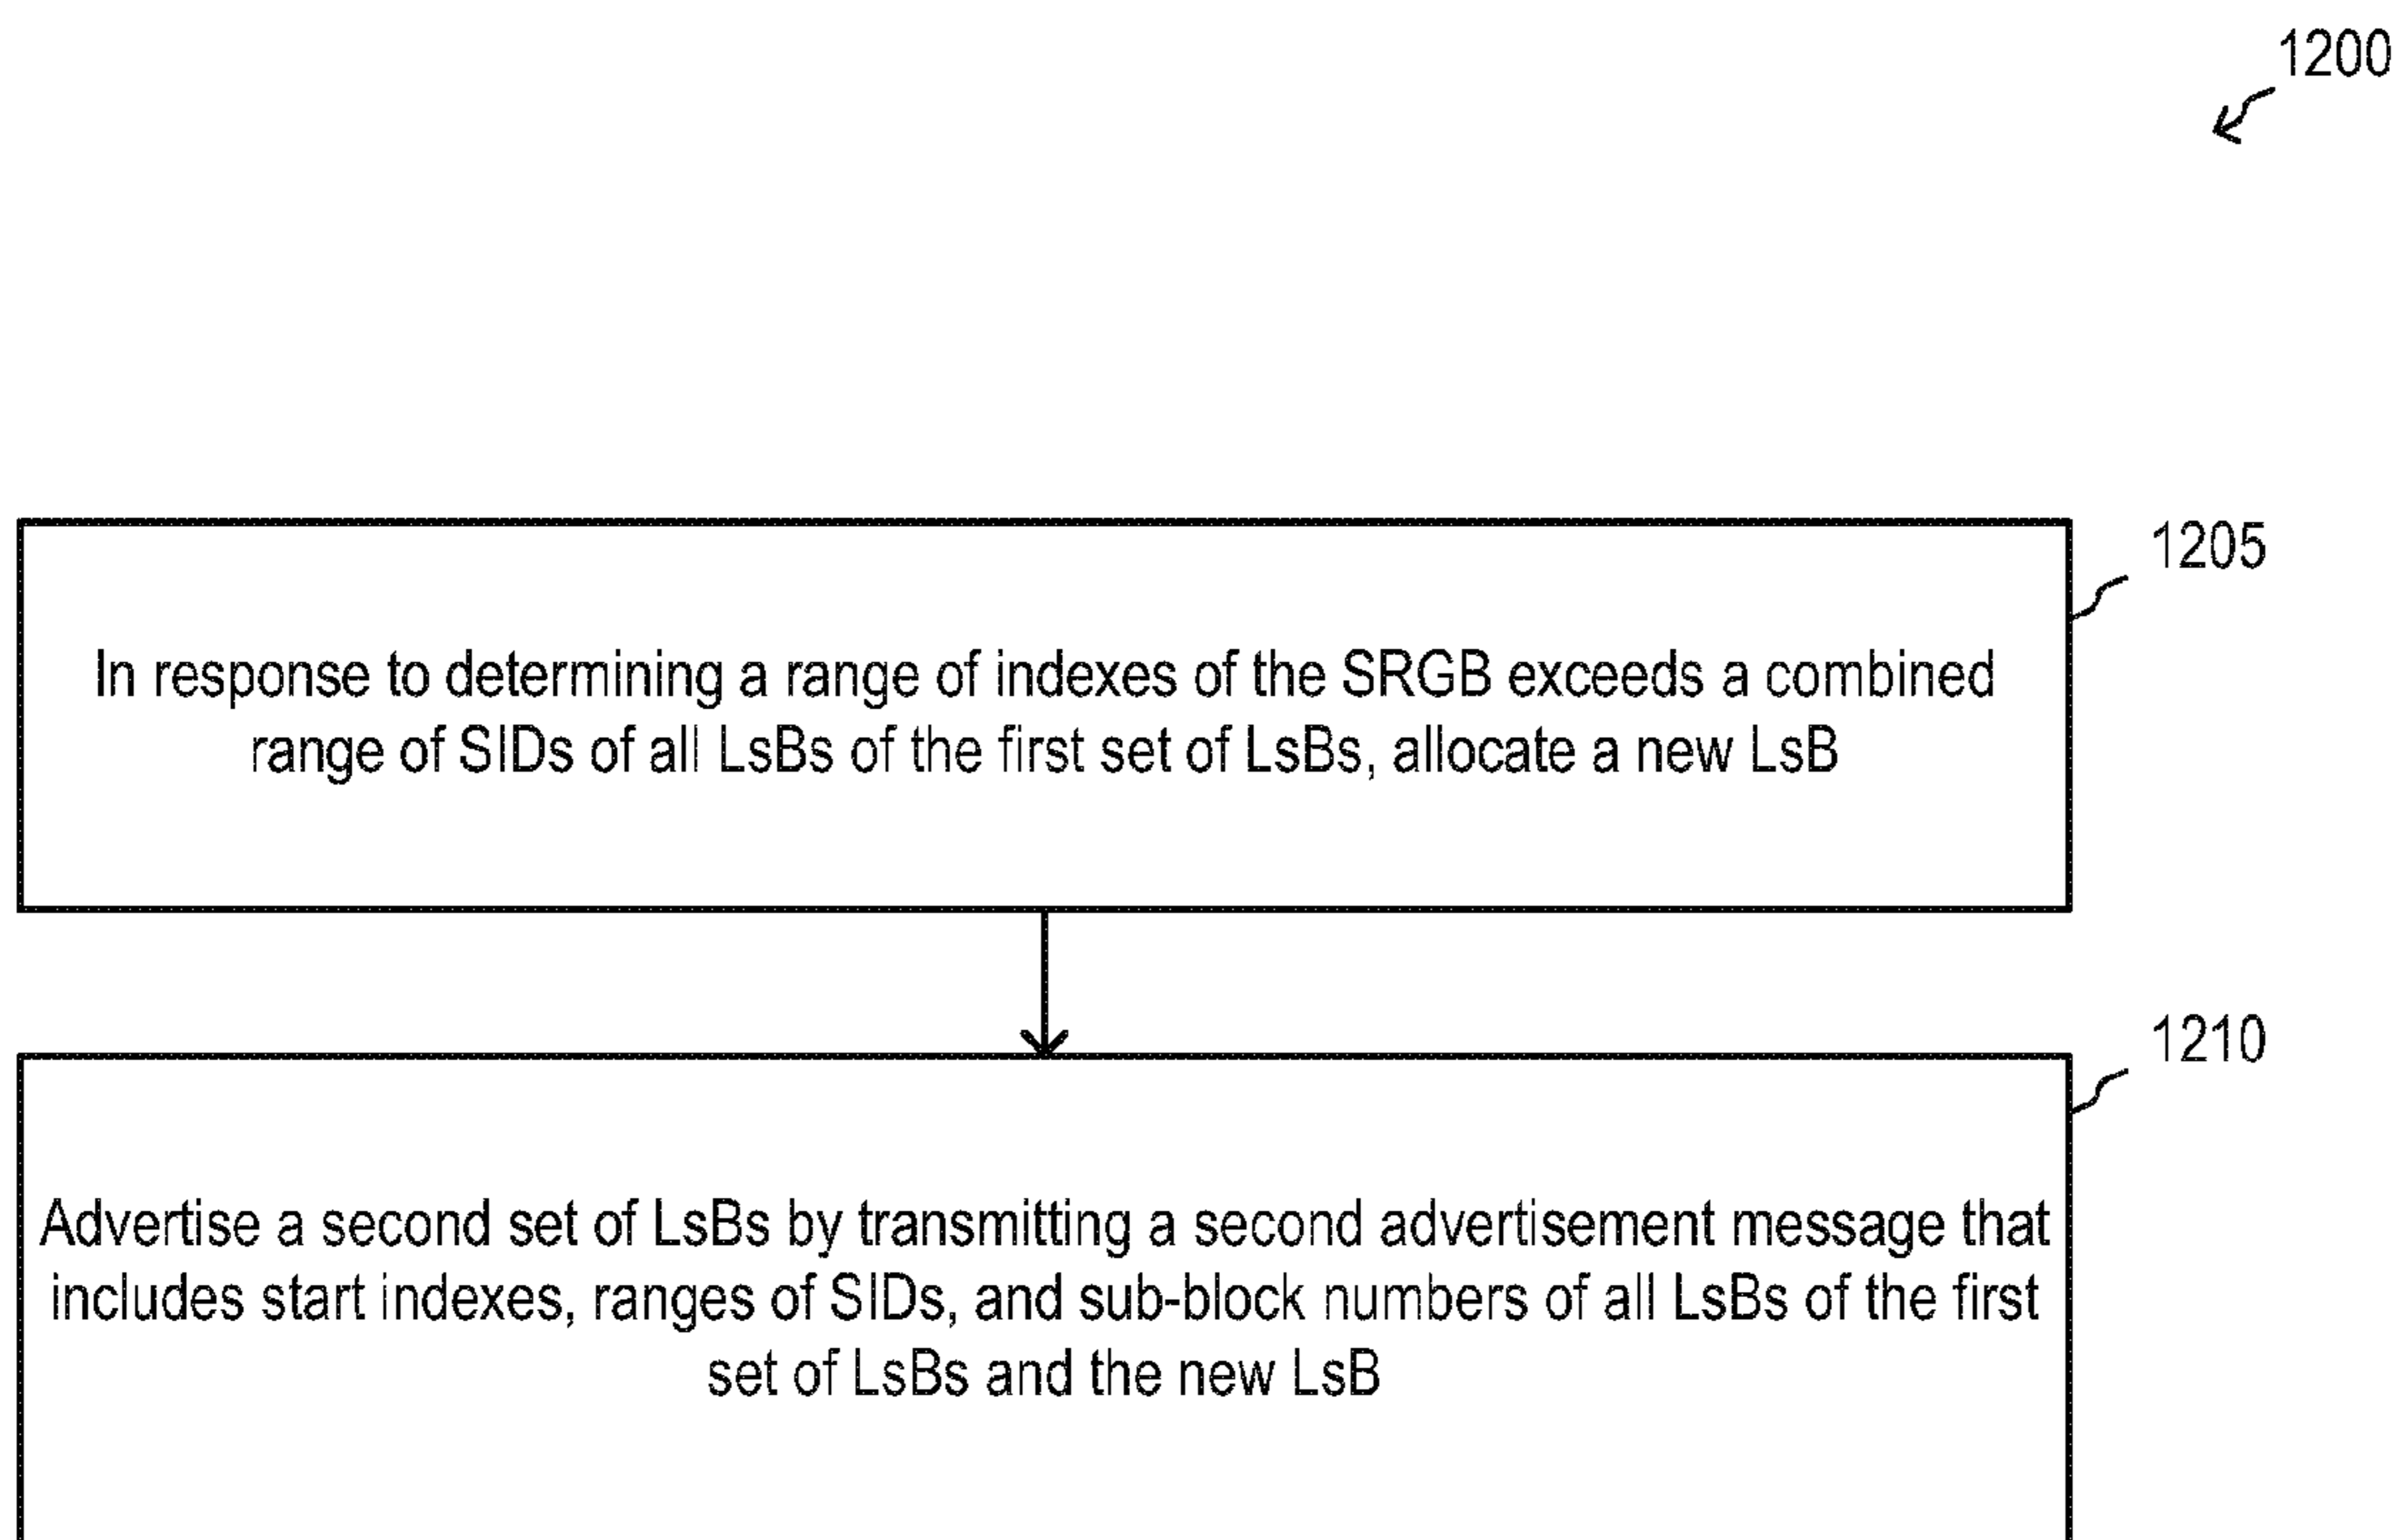 1200
1205
In response to determining a range of indexes of the SRGB exceeds a combined
range of SIDs of all LsBs of the first set of LsBs, allocate a new LsB
1210
Advertise a second set of LsBs by transmitting a second advertisement message that
includes start indexes, ranges of SIDs, and sub-block numbers of all LsBs of the first
set of LsBs and the new LsB